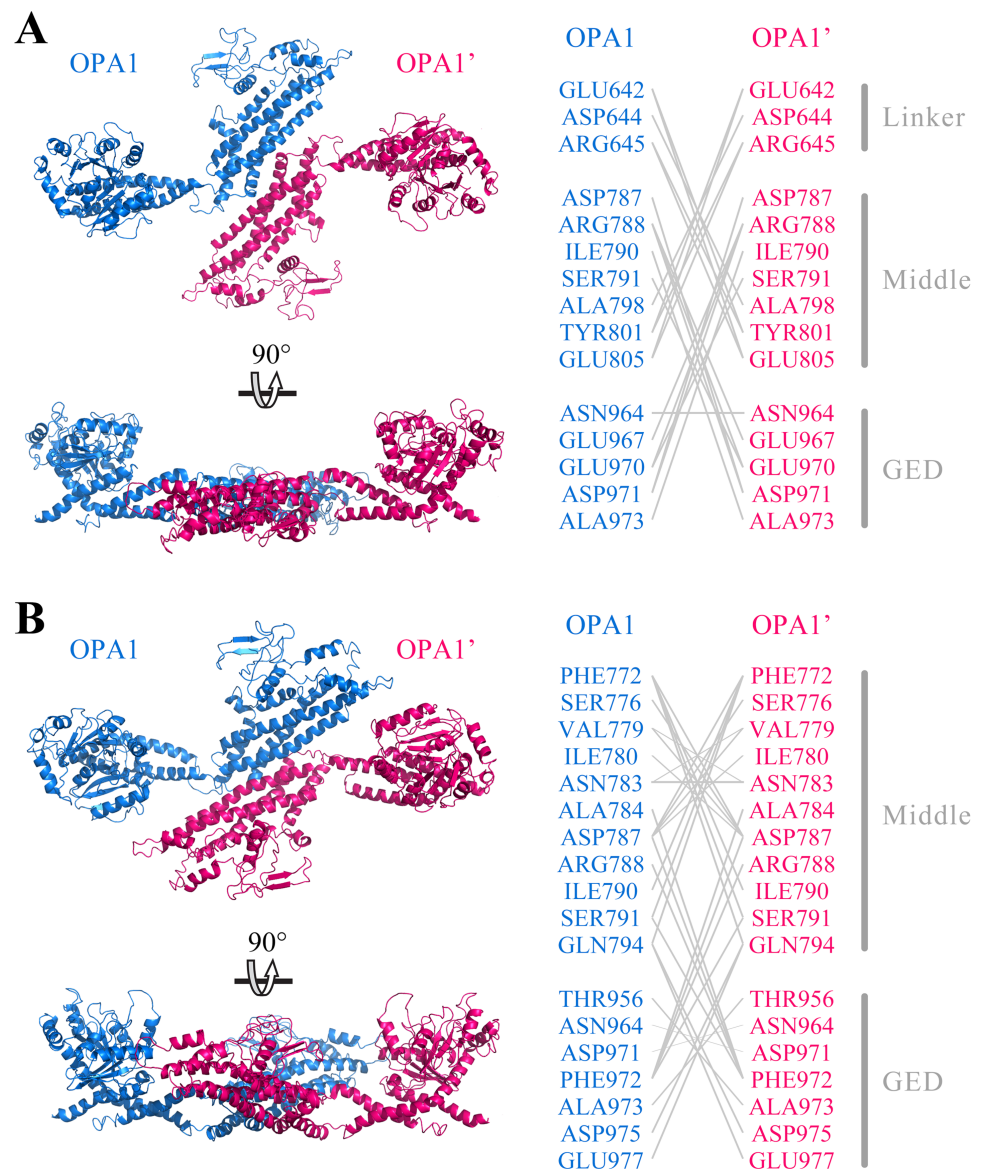 A
OPA1
OPA1’
90°
OPA1 OPA1’
GLU642 GLU642
ASP644 ASP644
ARG645 ARG645
Linker
ASP787 ASP787
ARG788 ARG788
ILE790 ILE790
SER791 SER791
ALA798 ALA798
TYR801 TYR801
GLU805 GLU805
Middle
ASN964 ASN964
GLU967 GLU967
GLU970 GLU970
ASP971 ASP971
ALA973 ALA973
GED
B
OPA1
OPA1’
90°
OPA1 OPA1’
PHE772 PHE772
SER776 SER776
VAL779 VAL779
ILE780 ILE780
ASN783 ASN783
ALA784 ALA784
ASP787 ASP787
ARG788 ARG788
ILE790 ILE790
SER791 SER791
GLN794 GLN794
Middle
THR956 THR956
ASN964 ASN964
ASP971 ASP971
PHE972 PHE972
ALA973 ALA973
ASP975 ASP975
GLU977 GLU977
GED